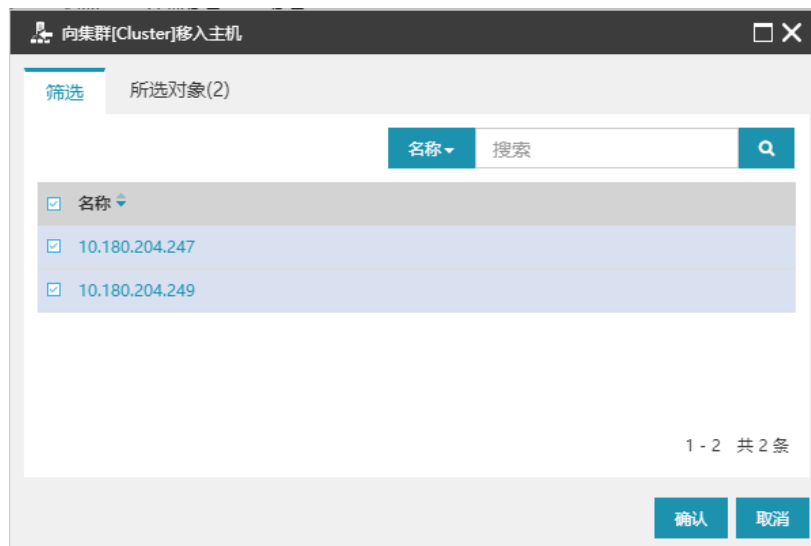 向集群[Cluster]移入主机
筛选 所选对象(2)
名称 搜索
名称
10.180.204.247
10.180.204.249
1 - 2 共 2 条
确认 取消